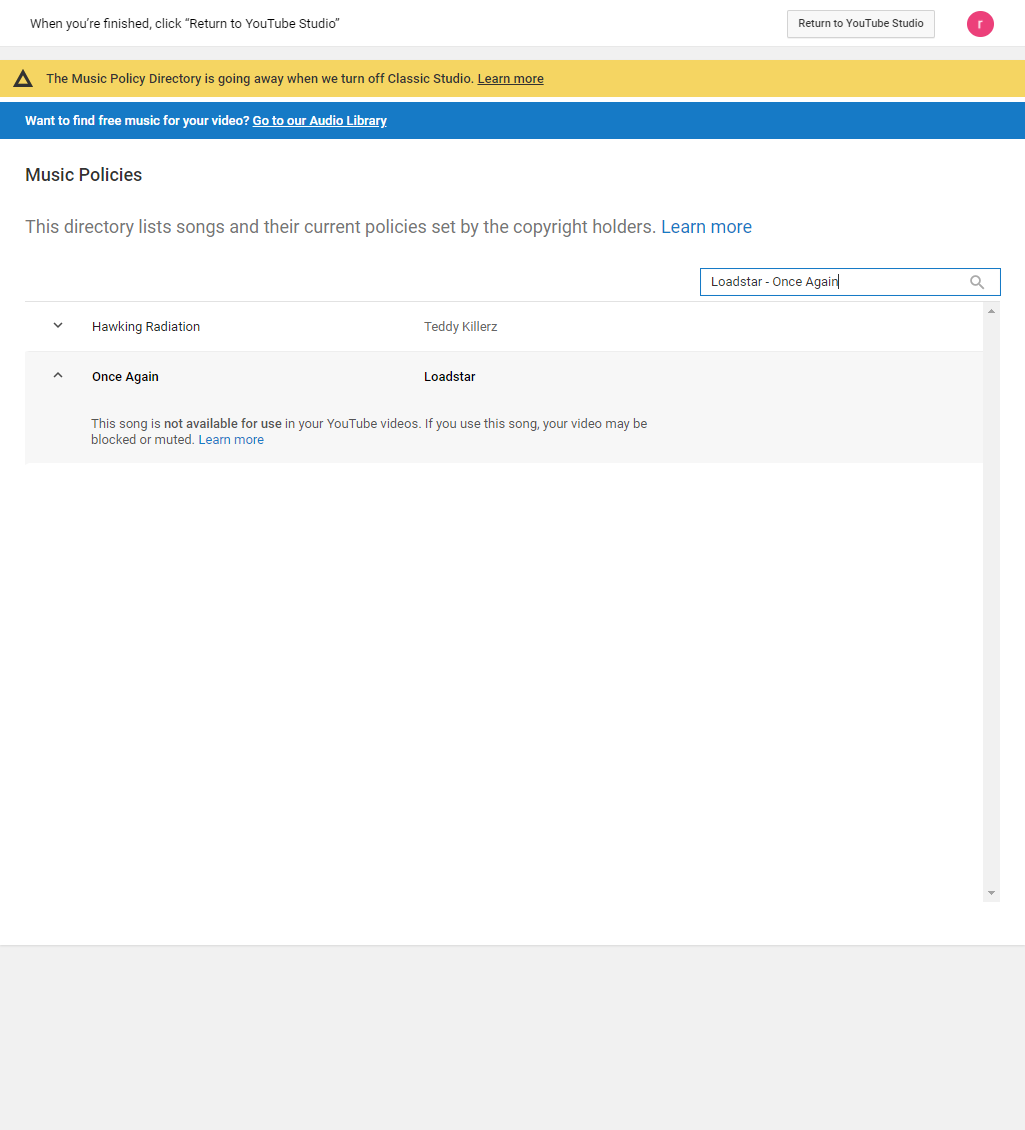 When you’re finished, click “Return to YouTube Studio”
Return to YouTube Studio
r
The Music Policy Directory is going away when we turn off Classic Studio. Learn more
Want to find free music for your video? Go to our Audio Library
Music Policies
This directory lists songs and their current policies set by the copyright holders. Learn more
Loadstar - Once Again
Hawking Radiation Teddy Killerz
Once Again Loadstar
This song is not available for use in your YouTube videos. If you use this song, your video may be
blocked or muted. Learn more